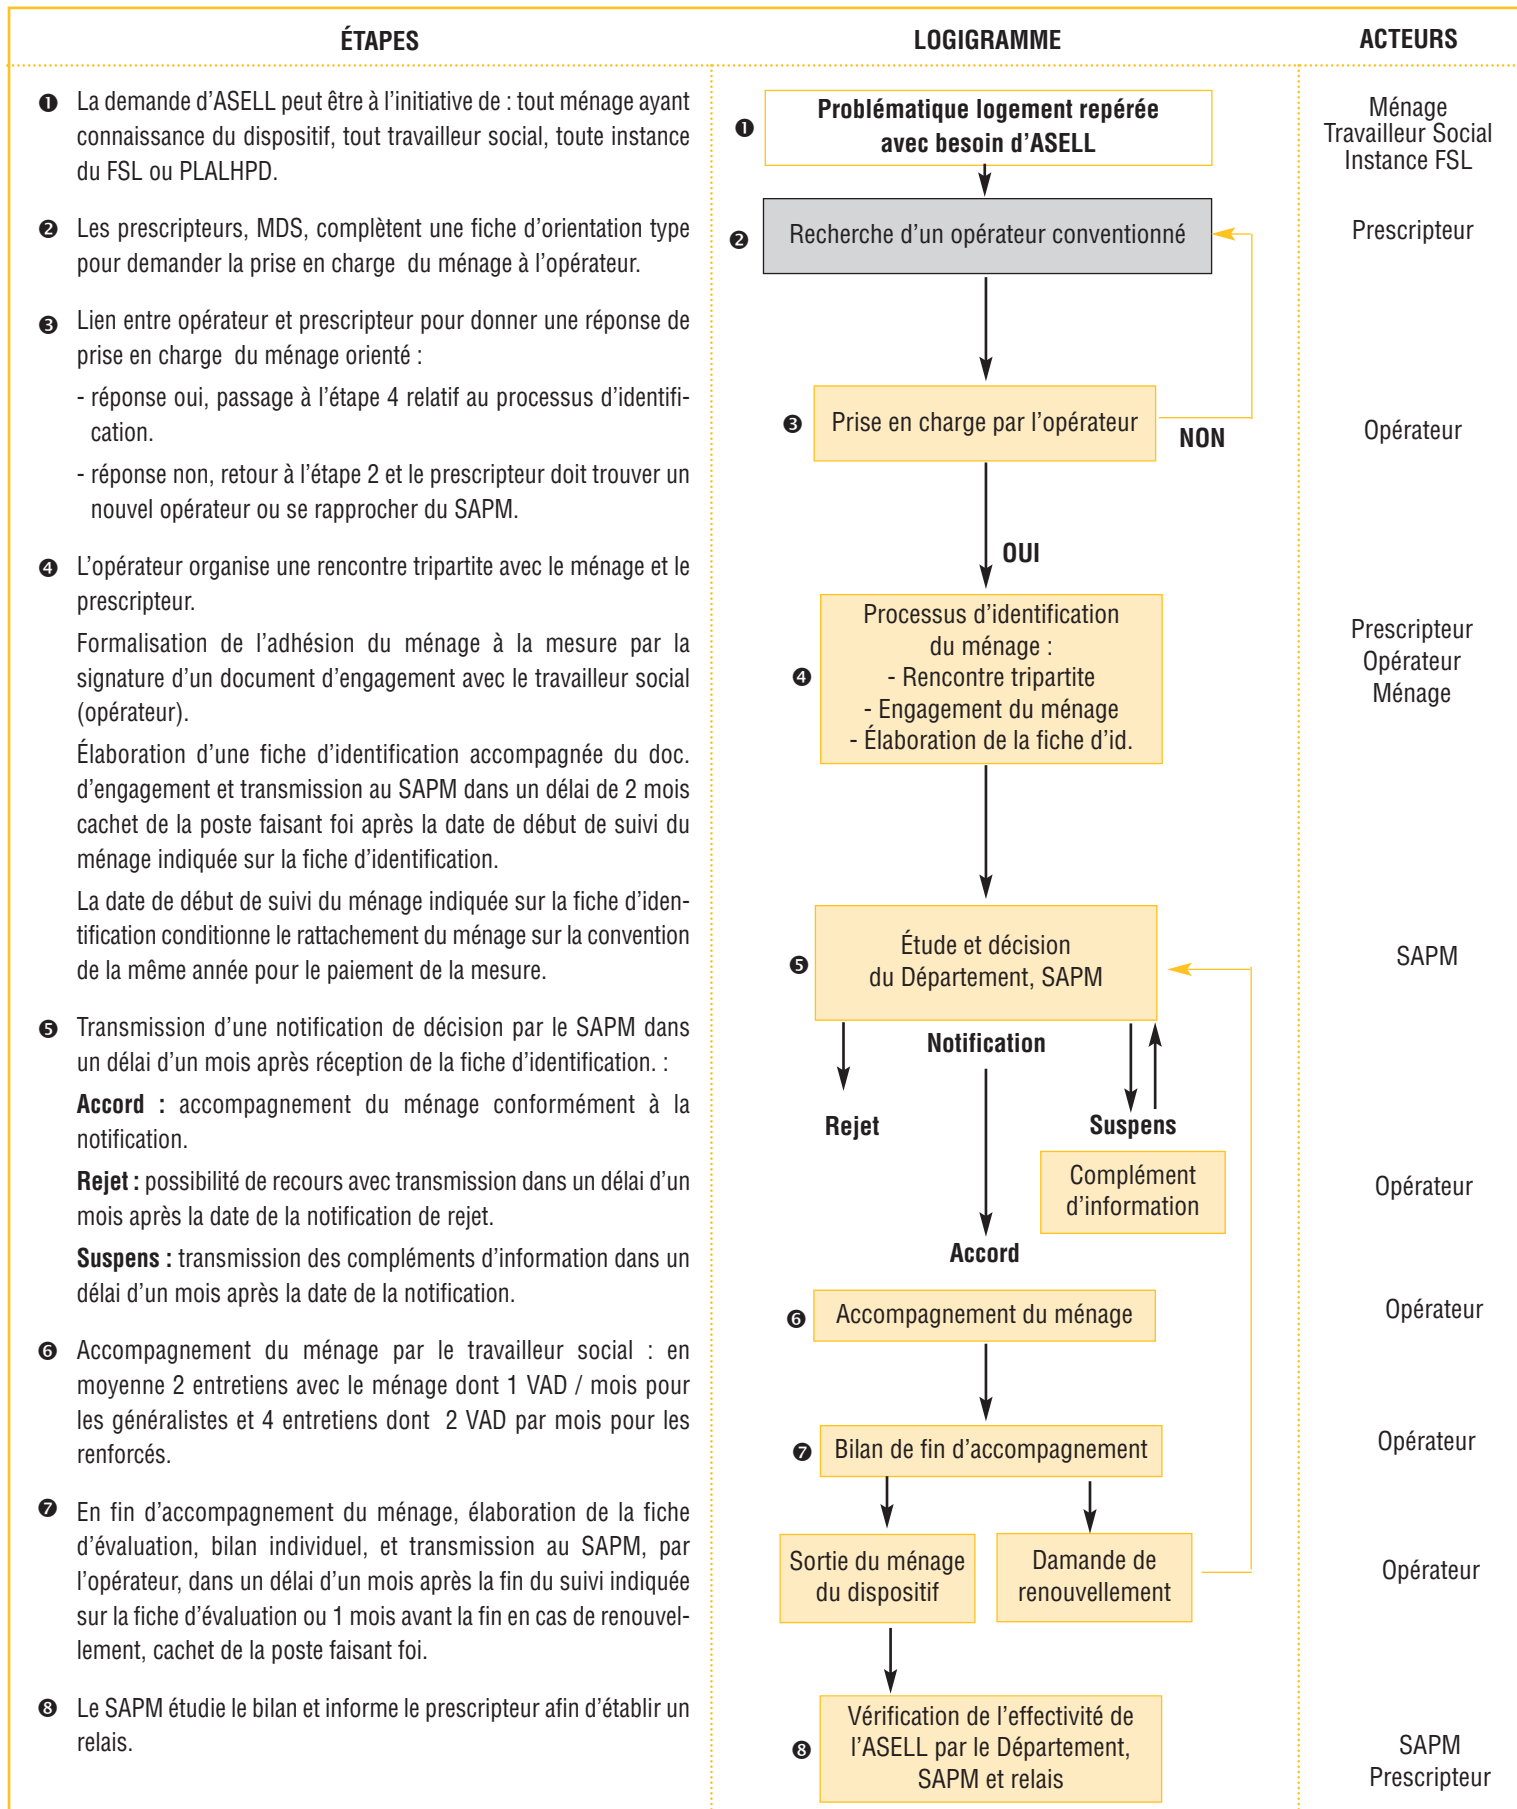 ÉTAPES
❶ La demande d’ASELL peut être à l’initiative de : tout ménage ayant
connaissance du dispositif, tout travailleur social, toute instance
du FSL ou PLALHPD.
❷ Les prescripteurs, MDS, complètent une fiche d’orientation type
pour demander la prise en charge du ménage à l’opérateur.
❸ Lien entre opérateur et prescripteur pour donner une réponse de
prise en charge du ménage orienté :
- réponse oui, passage à l’étape 4 relatif au processus d’identifi-
cation.
- réponse non, retour à l’étape 2 et le prescripteur doit trouver un
nouvel opérateur ou se rapprocher du SAPM.
❹ L’opérateur organise une rencontre tripartite avec le ménage et le
prescripteur.
Formalisation de l’adhésion du ménage à la mesure par la
signature d’un document d’engagement avec le travailleur social
(opérateur).
Élaboration d’une fiche d’identification accompagnée du doc.
d’engagement et transmission au SAPM dans un délai de 2 mois
cachet de la poste faisant foi après la date de début de suivi du
ménage indiquée sur la fiche d’identification.
La date de début de suivi du ménage indiquée sur la fiche d’iden-
tification conditionne le rattachement du ménage sur la convention
de la même année pour le paiement de la mesure.
❺ Transmission d’une notification de décision par le SAPM dans
un délai d’un mois après réception de la fiche d’identification. :
Accord : accompagnement du ménage conformément à la
notification.
Rejet : possibilité de recours avec transmission dans un délai d’un
mois après la date de la notification de rejet.
Suspens : transmission des compléments d’information dans un
délai d’un mois après la date de la notification.
❻ Accompagnement du ménage par le travailleur social : en
moyenne 2 entretiens avec le ménage dont 1 VAD / mois pour
les généralistes et 4 entretiens dont 2 VAD par mois pour les
renforcés.
❼ En fin d’accompagnement du ménage, élaboration de la fiche
d’évaluation, bilan individuel, et transmission au SAPM, par
l’opérateur, dans un délai d’un mois après la fin du suivi indiquée
sur la fiche d’évaluation ou 1 mois avant la fin en cas de renouvel-
lement, cachet de la poste faisant foi.
❽ Le SAPM étudie le bilan et informe le prescripteur afin d’établir un
relais.
LOGIGRAMME
❶ Problématique logement repérée
avec besoin d’ASELL
❷ Recherche d’un opérateur conventionné
❸ Prise en charge par l’opérateur
NON
OUI
Processus d’identification
du ménage :
❹ - Rencontre tripartite
- Engagement du ménage
- Élaboration de la fiche d’id.
❺ Étude et décision
du Département, SAPM
Notification
Rejet
Suspens
Complément
d’information
Accord
❻ Accompagnement du ménage
❼ Bilan de fin d’accompagnement
Sortie du ménage
du dispositif
Damande de
renouvellement
Vérification de l’effectivité de
❽ l’ASELL par le Département,
SAPM et relais
ACTEURS
Ménage
Travailleur Social
Instance FSL
Prescripteur
Opérateur
Prescripteur
Opérateur
Ménage
SAPM
Opérateur
Opérateur
Opérateur
Opérateur
SAPM
Prescripteur